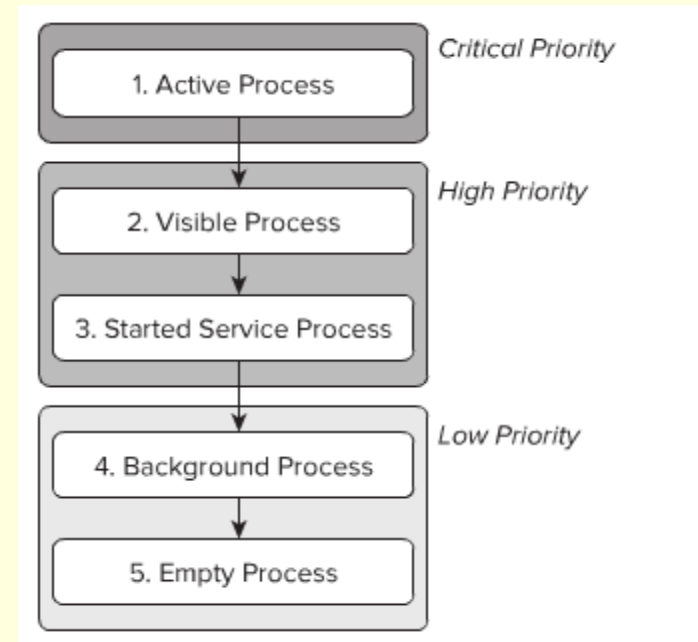 Critical Priority
1. Active Process
High Priority
2. Visible Process
3. Started Service Process
Low Priority
4. Background Process
5. Empty Process